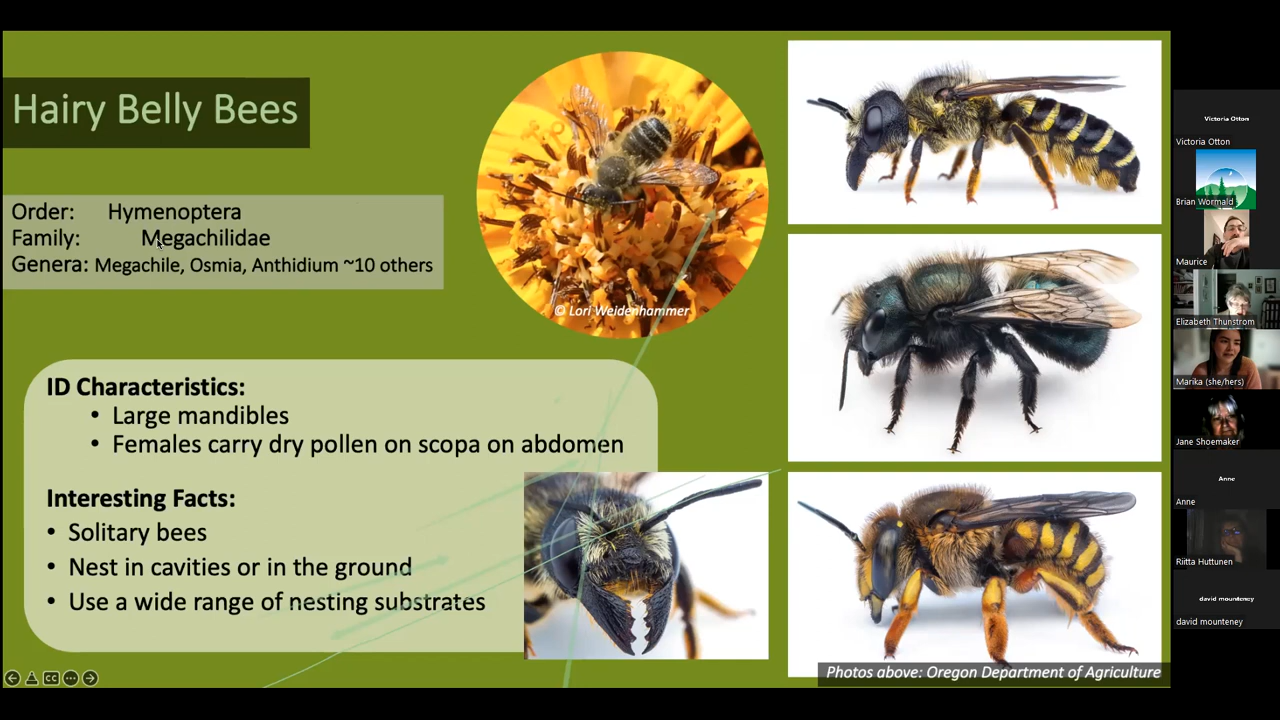 Hairy Belly Bees
Order: Hymenoptera
Family: Megachilidae
Genera: Megachile, Osmia, Anthidium ~10 others
© Lori Weidenhammer
ID Characteristics:
• Large mandibles
• Females carry dry pollen on scopa on abdomen
Interesting Facts:
• Solitary bees
• Nest in cavities or in the ground
• Use a wide range of nesting substrates
Photos above: Oregon Department of Agriculture
CC
Victoria Otton
Victoria Otton
Brian Wormald
Maurice
Elizabeth Thunstrom
Marika (she/hers)
Jane Shoemaker
Anne
Anne
Riitta Huttunen
david mounteney
david mounteney